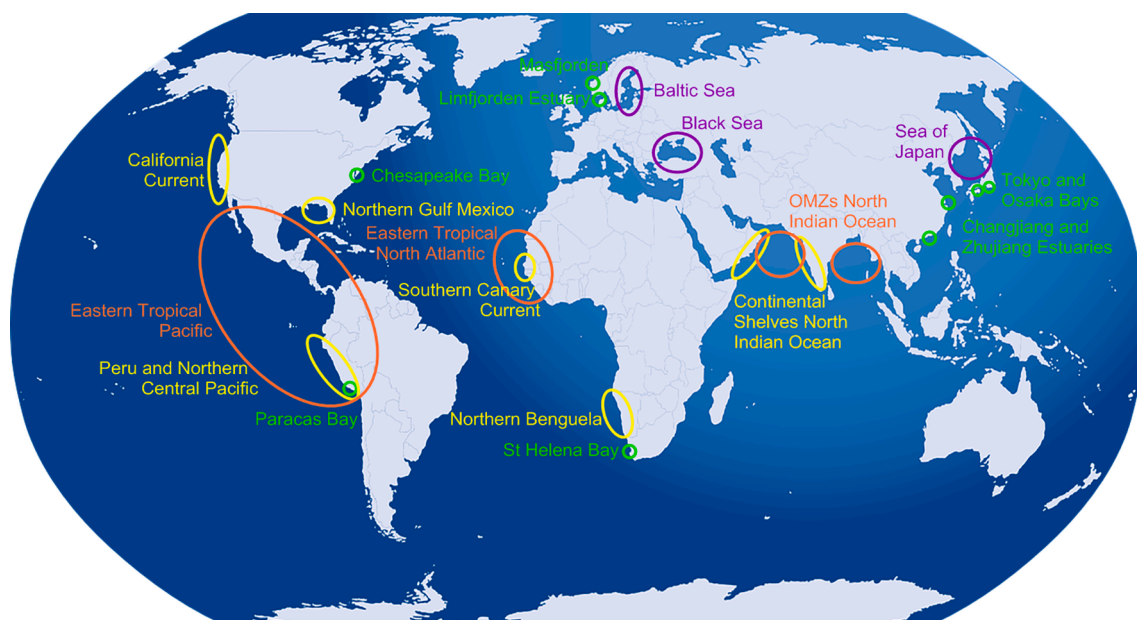 Masfjorden
Limfjorden Estuary
Baltic Sea
Black Sea
Sea of
Japan
California
Current
Chesapeake Bay
Tokyo and
Osaka Bays
Northern Gulf Mexico
OMZs North
Indian Ocean
Eastern Tropical
North Atlantic
Changjiang and
Zhujiang Estuaries
Southern Canary
Current
Continental
Shelves North
Indian Ocean
Eastern Tropical
Pacific
Peru and Northern
Central Pacific
Paracas Bay
Northern Benguela
St Helena Bay